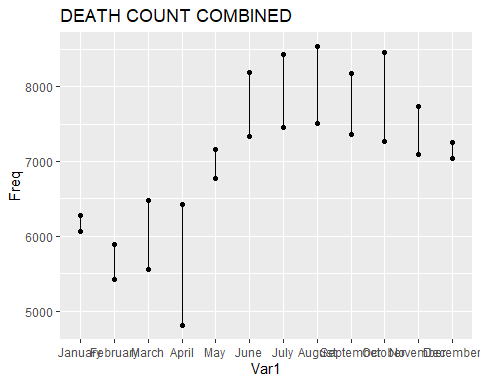 DEATH COUNT COMBINED
8000
7000
6000
5000
Freq
January February March April May June July August September October November December
Var1